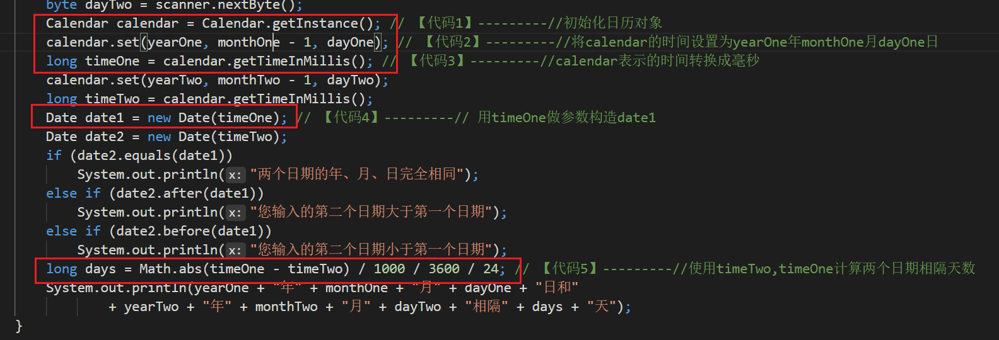 byte dayTwo = scanner.nextByte();
Calendar calendar = Calendar.getInstance(); // 【代码1】---------//初始化日历对象
calendar.set(yearOne, monthOne - 1, dayOne); // 【代码2】---------//将calendar的时间设置为yearOne年monthOne月dayOne日
long timeOne = calendar.getTimeInMillis(); // 【代码3】---------//calendar表示的时间转换成毫秒
calendar.set(yearTwo, monthTwo - 1, dayTwo);
long timeTwo = calendar.getTimeInMillis();
Date date1 = new Date(timeOne); // 【代码4】---------// 用timeOne做参数构造date1
Date date2 = new Date(timeTwo);
if (date2.equals(date1))
System.out.println(x: "两个日期的年、月、日完全相同");
else if (date2.after(date1))
System.out.println(x: "您输入的第二个日期大于第一个日期");
else if (date2.before(date1))
System.out.println(x: "您输入的第二个日期小于第一个日期");
long days = Math.abs(timeOne - timeTwo) / 1000 / 3600 / 24; // 【代码5】---------//使用timeTwo,timeOne计算两个日期相隔天数
System.out.println(yearOne + "年" + monthOne + "月" + dayOne + "日和"
+ yearTwo + "年" + monthTwo + "月" + dayTwo + "相隔" + days + "天");
}